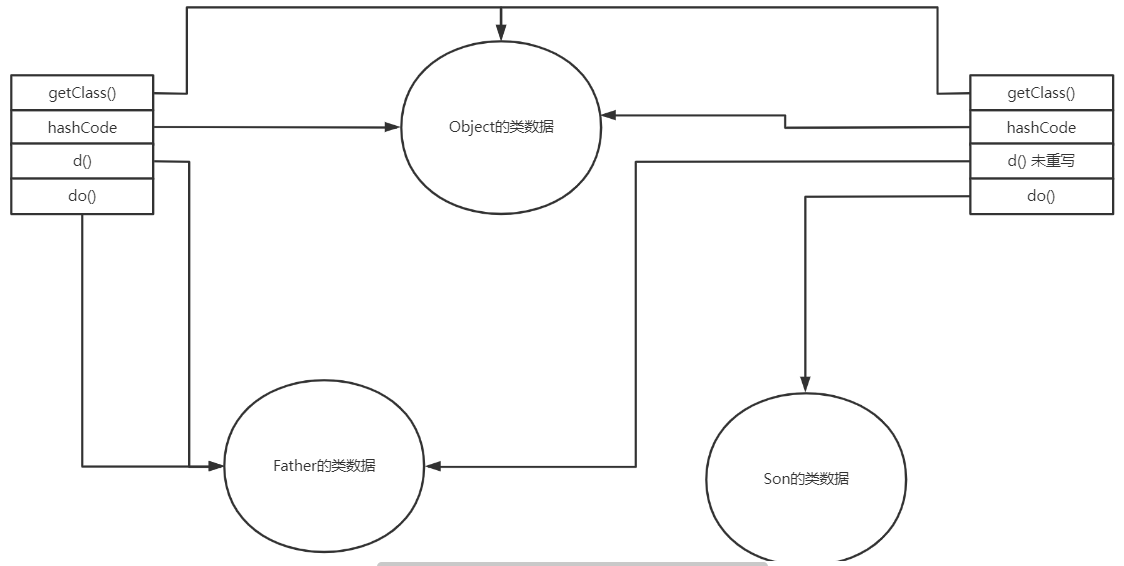 getClass()
hashCode
d()
do()
Object的类数据
getClass()
hashCode
d() 未重写
do()
Father的类数据
Son的类数据